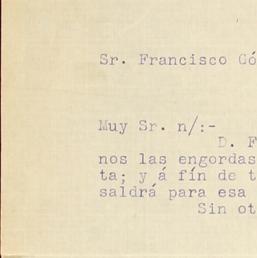 Sr. Francisco Gó
Muy Sr. n/:-
D. F
nos las engordas
ta; y á fín de t
saldrá para esa
Sin ot